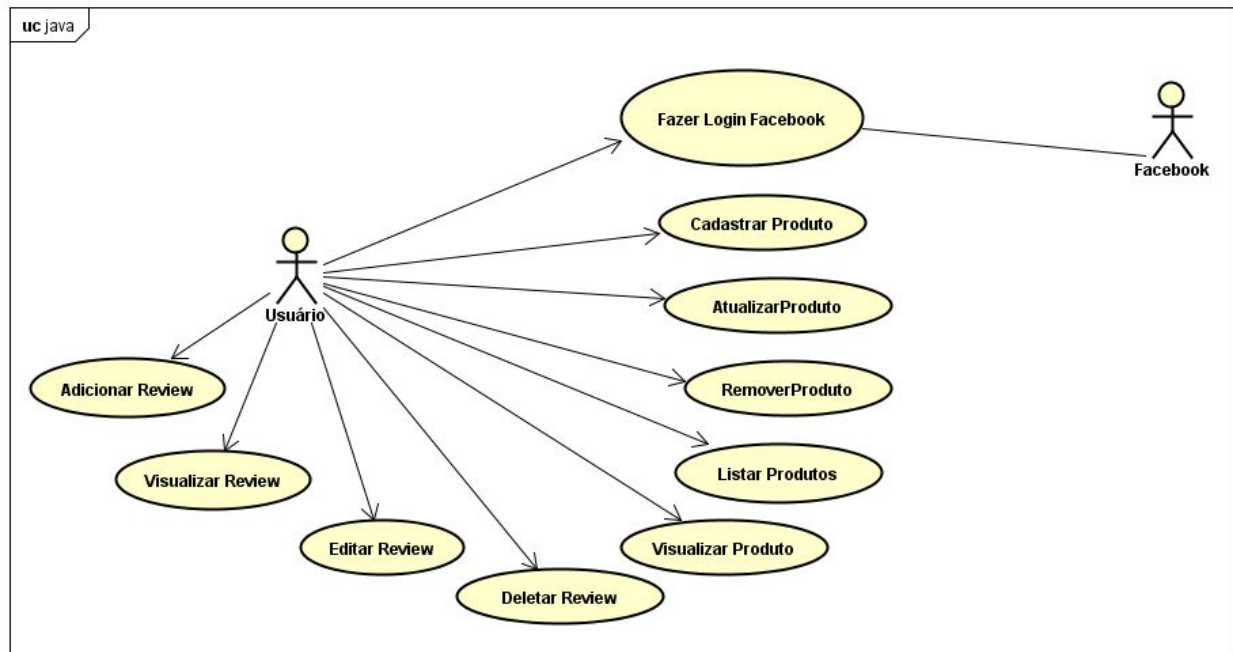 uc java
Fazer Login Facebook
Facebook
Cadastrar Produto
Usuário
AtualizarProduto
Adicionar Review
RemoverProduto
Visualizar Review
Listar Produtos
Editar Review
Visualizar Produto
Deletar Review